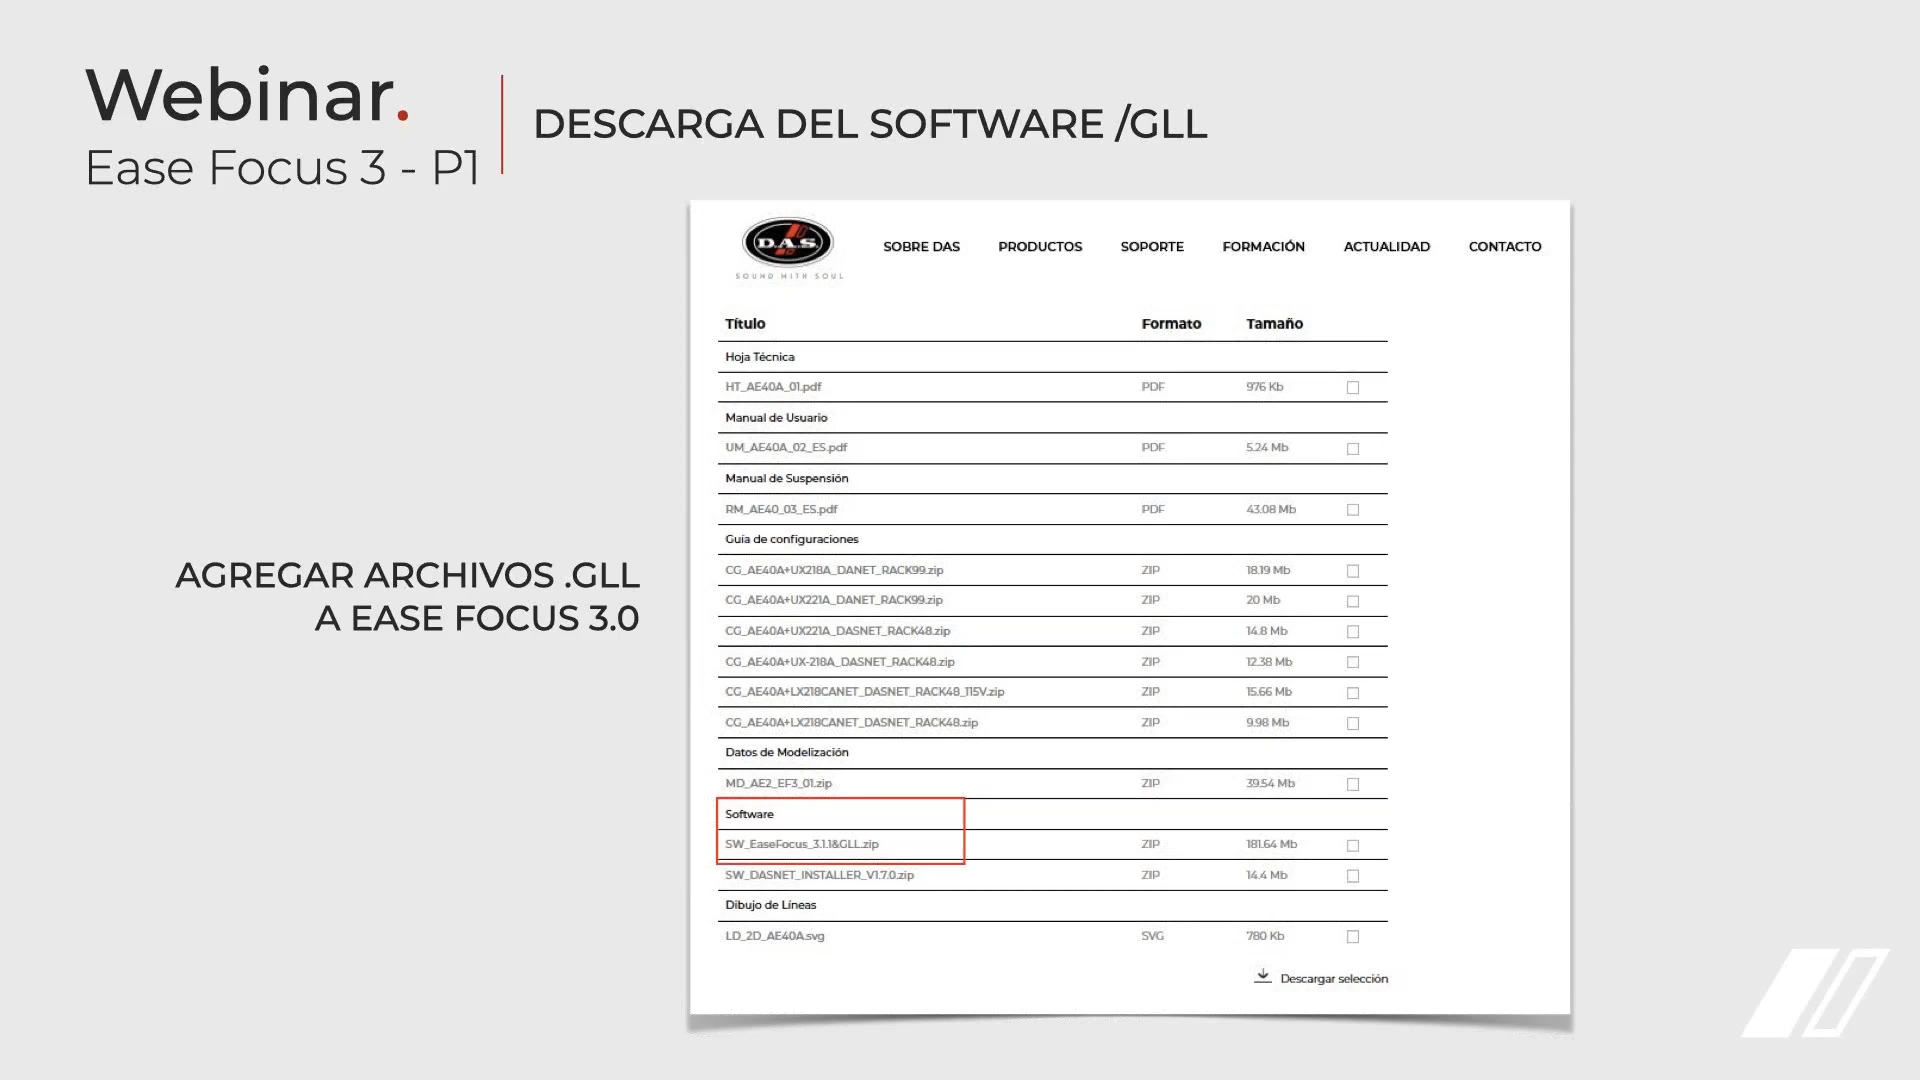 Webinar.
Ease Focus 3 - P1
DESCARGA DEL SOFTWARE /GLL
AGREGAR ARCHIVOS .GLL
A EASE FOCUS 3.0
D.A.S.
SOUND WITH SOUL
SOBRE DAS PRODUCTOS SOPORTE FORMACIÓN ACTUALIDAD CONTACTO
Título Formato Tamaño
Hoja Técnica
HT_AE40A_01.pdf PDF 976 Kb
Manual de Usuario
UM_AE40A_02_ES.pdf PDF 5.24 Mb
Manual de Suspensión
RM_AE40_03_ES.pdf PDF 43.08 Mb
Guía de configuraciones
CG_AE40A+UX218A_DANET_RACK99.zip ZIP 18.19 Mb
CG_AE40A+UX221A_DANET_RACK99.zip ZIP 20 Mb
CG_AE40A+UX221A_DASNET_RACK48.zip ZIP 14.8 Mb
CG_AE40A+UX-218A_DASNET_RACK48.zip ZIP 12.38 Mb
CG_AE40A+LX218CANET_DASNET_RACK48_115V.zip ZIP 15.66 Mb
CG_AE40A+LX218CANET_DASNET_RACK48.zip ZIP 9.98 Mb
Datos de Modelización
MD_AE2_EF3_01.zip ZIP 39.54 Mb
Software
SW_EaseFocus_3.1.1&GLL.zip ZIP 181.64 Mb
SW_DASNET_INSTALLER_V1.7.0.zip ZIP 14.4 Mb
Dibujo de Líneas
LD_2D_AE40A.svg SVG 780 Kb
Descargar selección